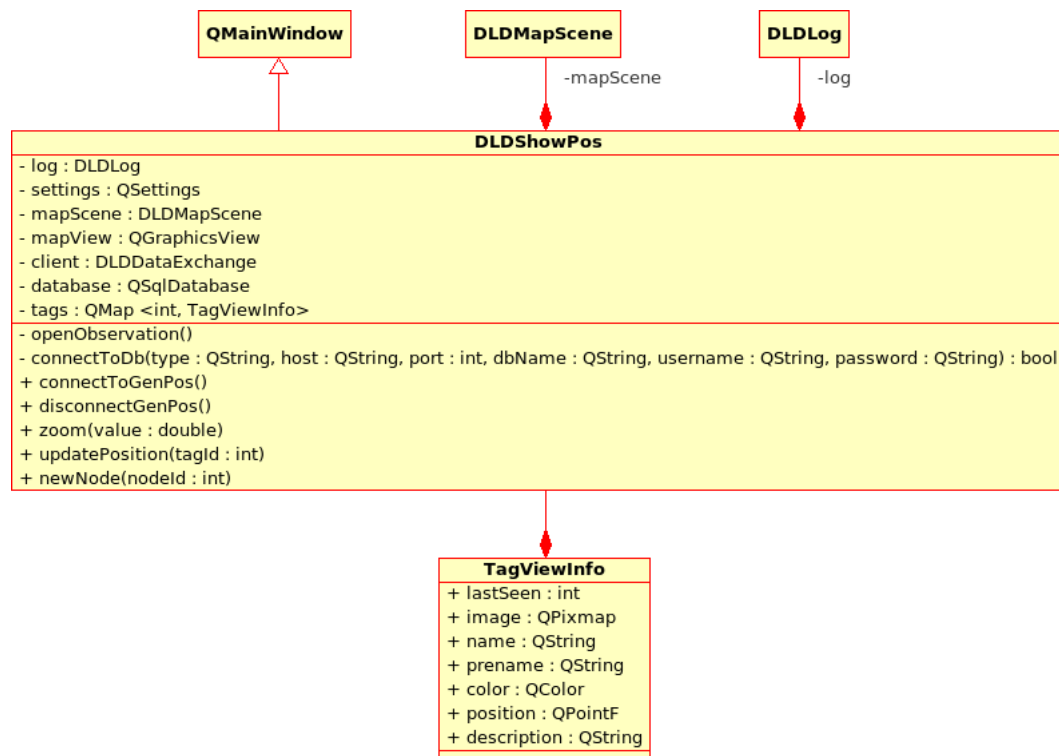 QMainWindow
DLDMapScene
DLDLog
-mapScene
-log
DLDShowPos
- log : DLDLog
- settings : QSettings
- mapScene : DLDMapScene
- mapView : QGraphicsView
- client : DLDDataExchange
- database : QSqlDatabase
- tags : QMap <int, TagViewInfo>
- openObservation()
- connectToDb(type : QString, host : QString, port : int, dbName : QString, username : QString, password : QString) : bool
+ connectToGenPos()
+ disconnectGenPos()
+ zoom(value : double)
+ updatePosition(tagId : int)
+ newNode(nodeId : int)
TagViewInfo
+ lastSeen : int
+ image : QPixmap
+ name : QString
+ prename : QString
+ color : QColor
+ position : QPointF
+ description : QString